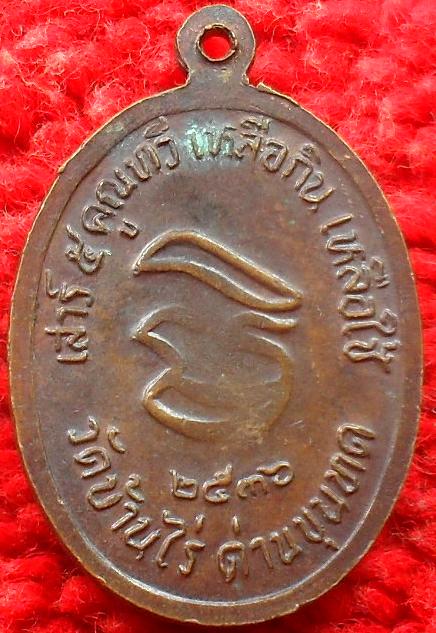 เสาร์ ๕ คูณทวี เหลือกิน เหลือใช้
๒๕๓๖
วัดบ้านไร่ ด่านขุนทด